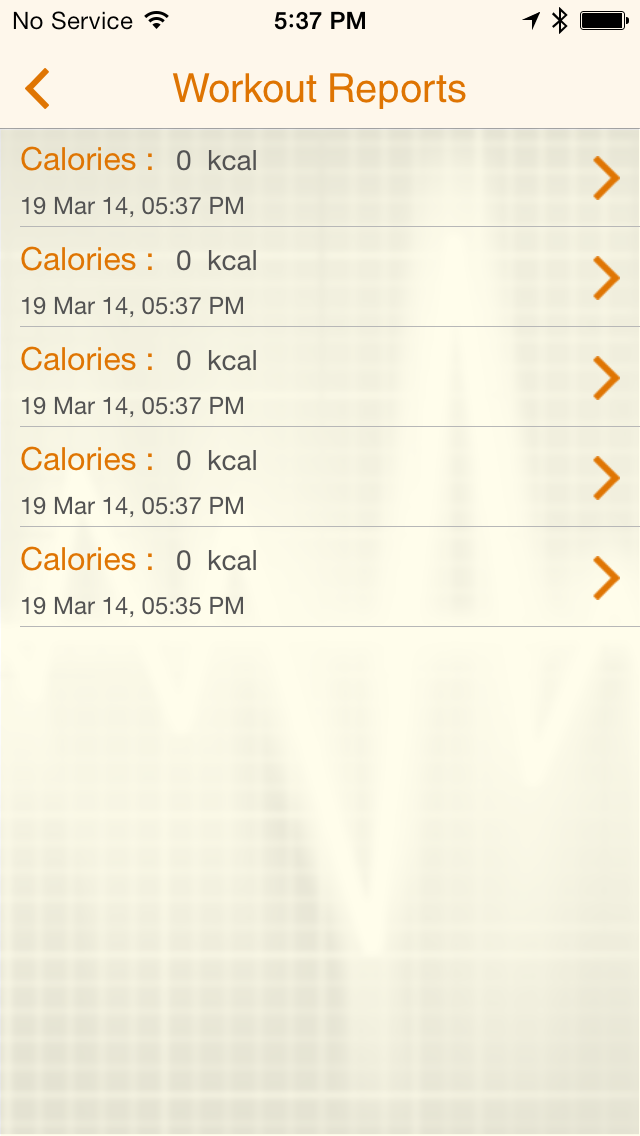 No Service 5:37 PM
Workout Reports
Calories : 0 kcal
19 Mar 14, 05:37 PM
Calories : 0 kcal
19 Mar 14, 05:37 PM
Calories : 0 kcal
19 Mar 14, 05:37 PM
Calories : 0 kcal
19 Mar 14, 05:37 PM
Calories : 0 kcal
19 Mar 14, 05:35 PM